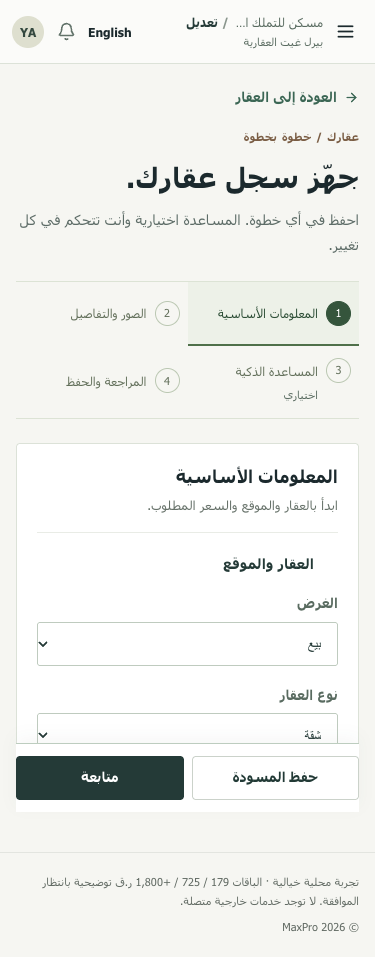 مسكون للتملك ا... / تعديل
بيرل غيت العقارية
English
YA
→ العودة إلى العقار
عقارك / خطوة بخطوة
جهّز سجل عقارك.
احفظ في أي خطوة. المساعدة اختيارية وأنت تتحكم في كل
تغيير.
1 المعلومات الأساسية
2 الصور والتفاصيل
3 المساعدة الذكية
اختياري
4 المراجعة والحفظ
المعلومات الأساسية
ابدأ بالعقار والموقع والسعر المطلوب.
العقار والموقع
الغرض
بيع
نوع العقار
شقة
حفظ المسودة
متابعة
تجربة محلية خيالية · الباقات 179 / 725 / +1,800 ر.ق توضيحية بانتظار
الموافقة. لا توجد خدمات خارجية متصلة.
© 2026 MaxPro